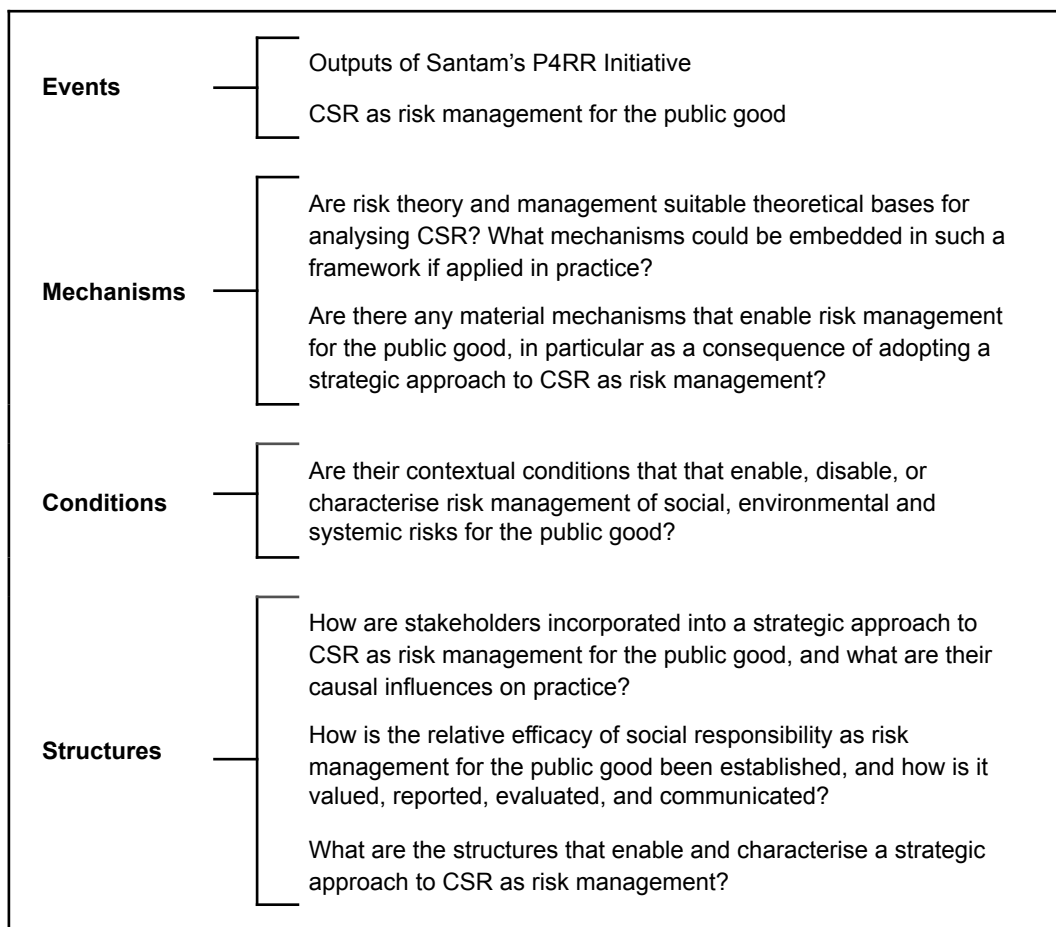 Events
Outputs of Santam's P4RR Initiative
CSR as risk management for the public good
Mechanisms
Are risk theory and management suitable theoretical bases for
analysing CSR? What mechanisms could be embedded in such a
framework if applied in practice?
Are there any material mechanisms that enable risk management
for the public good, in particular as a consequence of adopting a
strategic approach to CSR as risk management?
Conditions
Are their contextual conditions that that enable, disable, or
characterise risk management of social, environmental and
systemic risks for the public good?
Structures
How are stakeholders incorporated into a strategic approach to
CSR as risk management for the public good, and what are their
causal influences on practice?
How is the relative efficacy of social responsibility as risk
management for the public good been established, and how is it
valued, reported, evaluated, and communicated?
What are the structures that enable and characterise a strategic
approach to CSR as risk management?